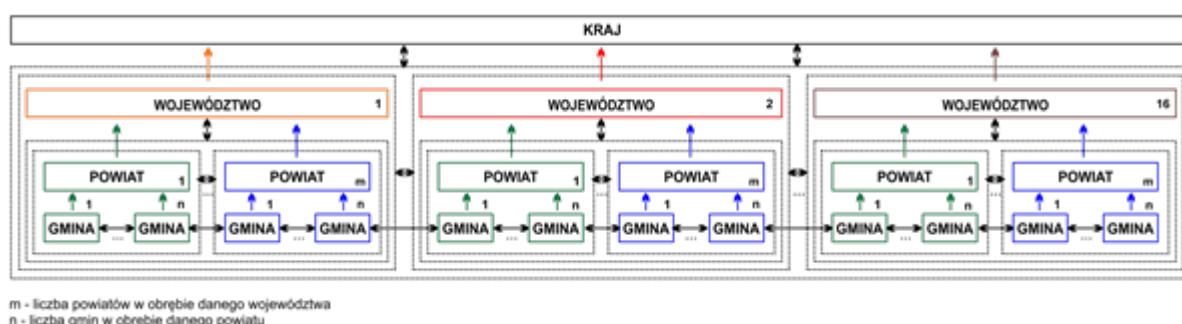 KRAJ
WOJEWÓDZTWO 1 WOJEWÓDZTWO 2 WOJEWÓDZTWO 16
POWIAT 1 ... POWIAT m POWIAT 1 ... POWIAT m ... POWIAT 1 ... POWIAT m
1 n 1 n 1 n 1 n 1 n 1 n
GMINA ... GMINA GMINA ... GMINA GMINA ... GMINA GMINA ... GMINA GMINA ... GMINA GMINA ... GMINA
m - liczba powiatów w obrębie danego województwa
n - liczba gmin w obrębie danego powiatu